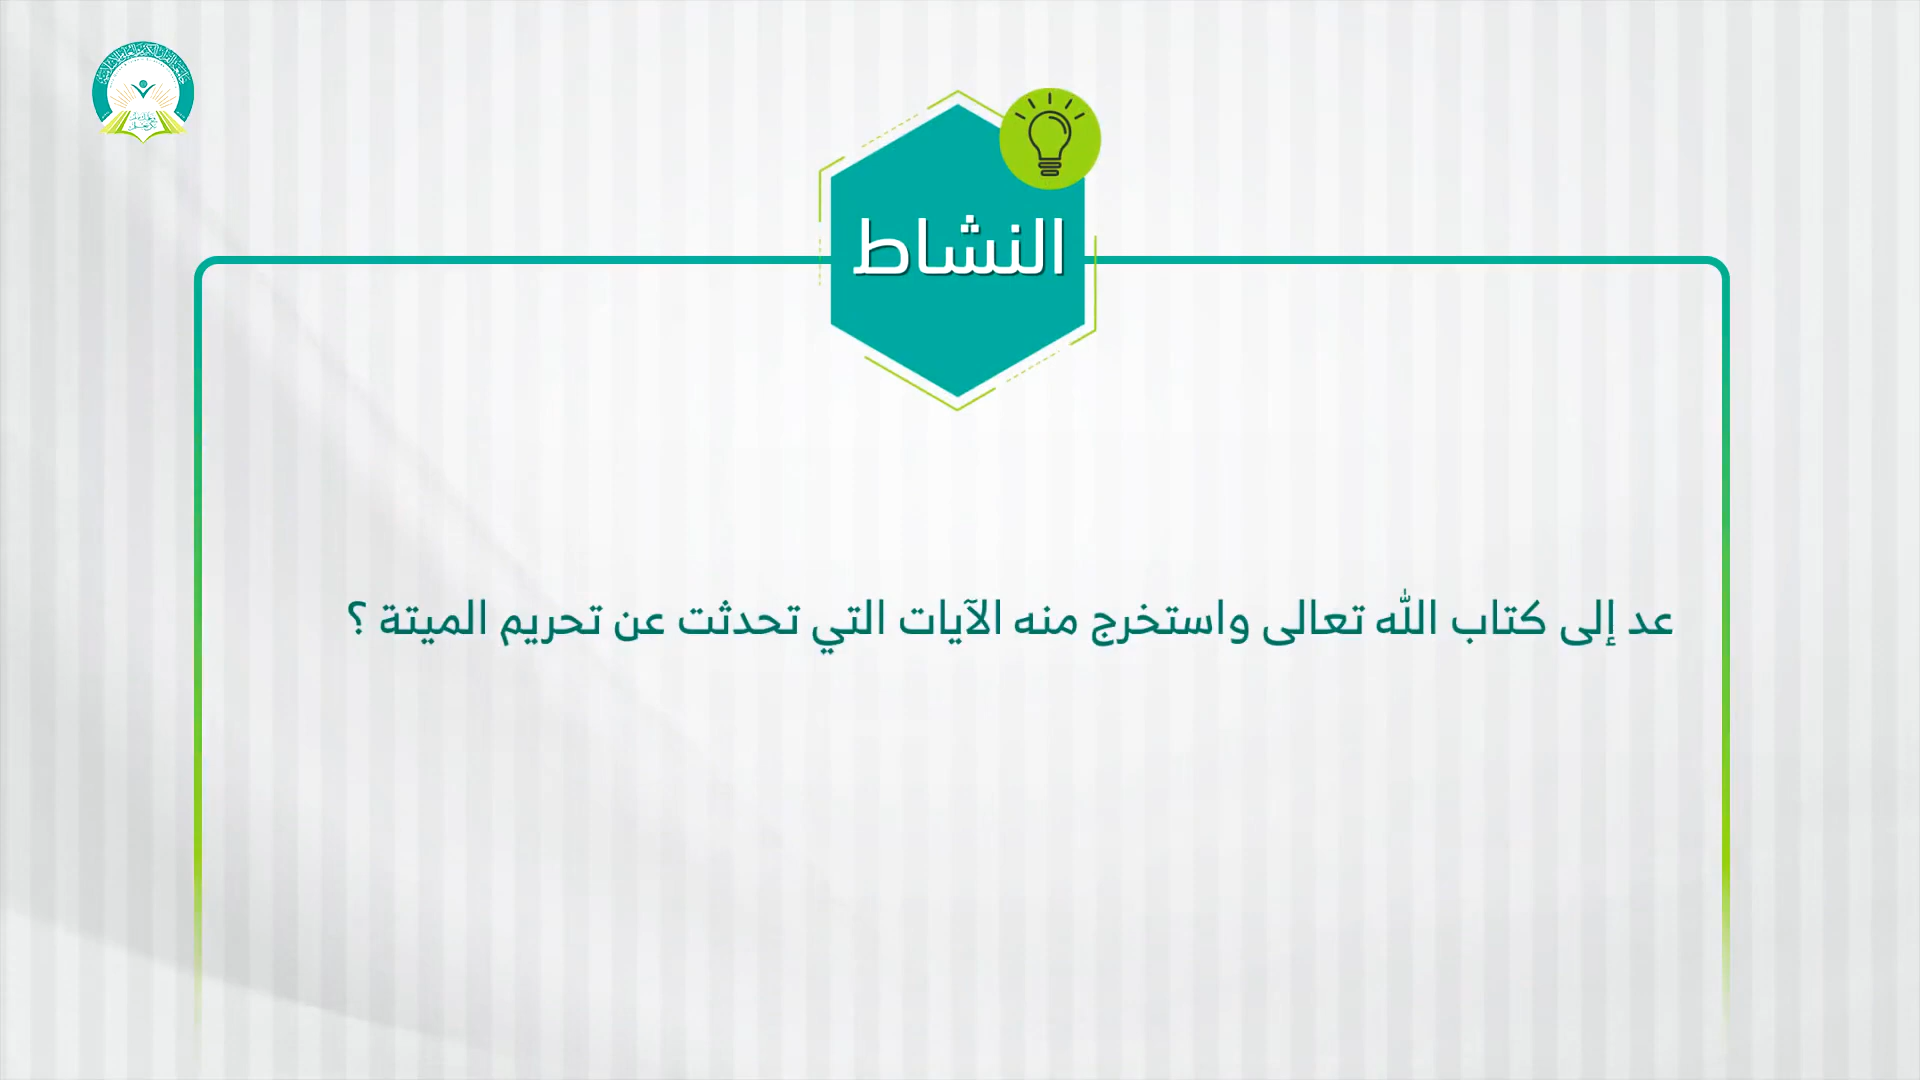 النشاط
عد إلى كتاب الله تعالى واستخرج منه الآيات التي تحدثت عن تحريم الميتة ؟